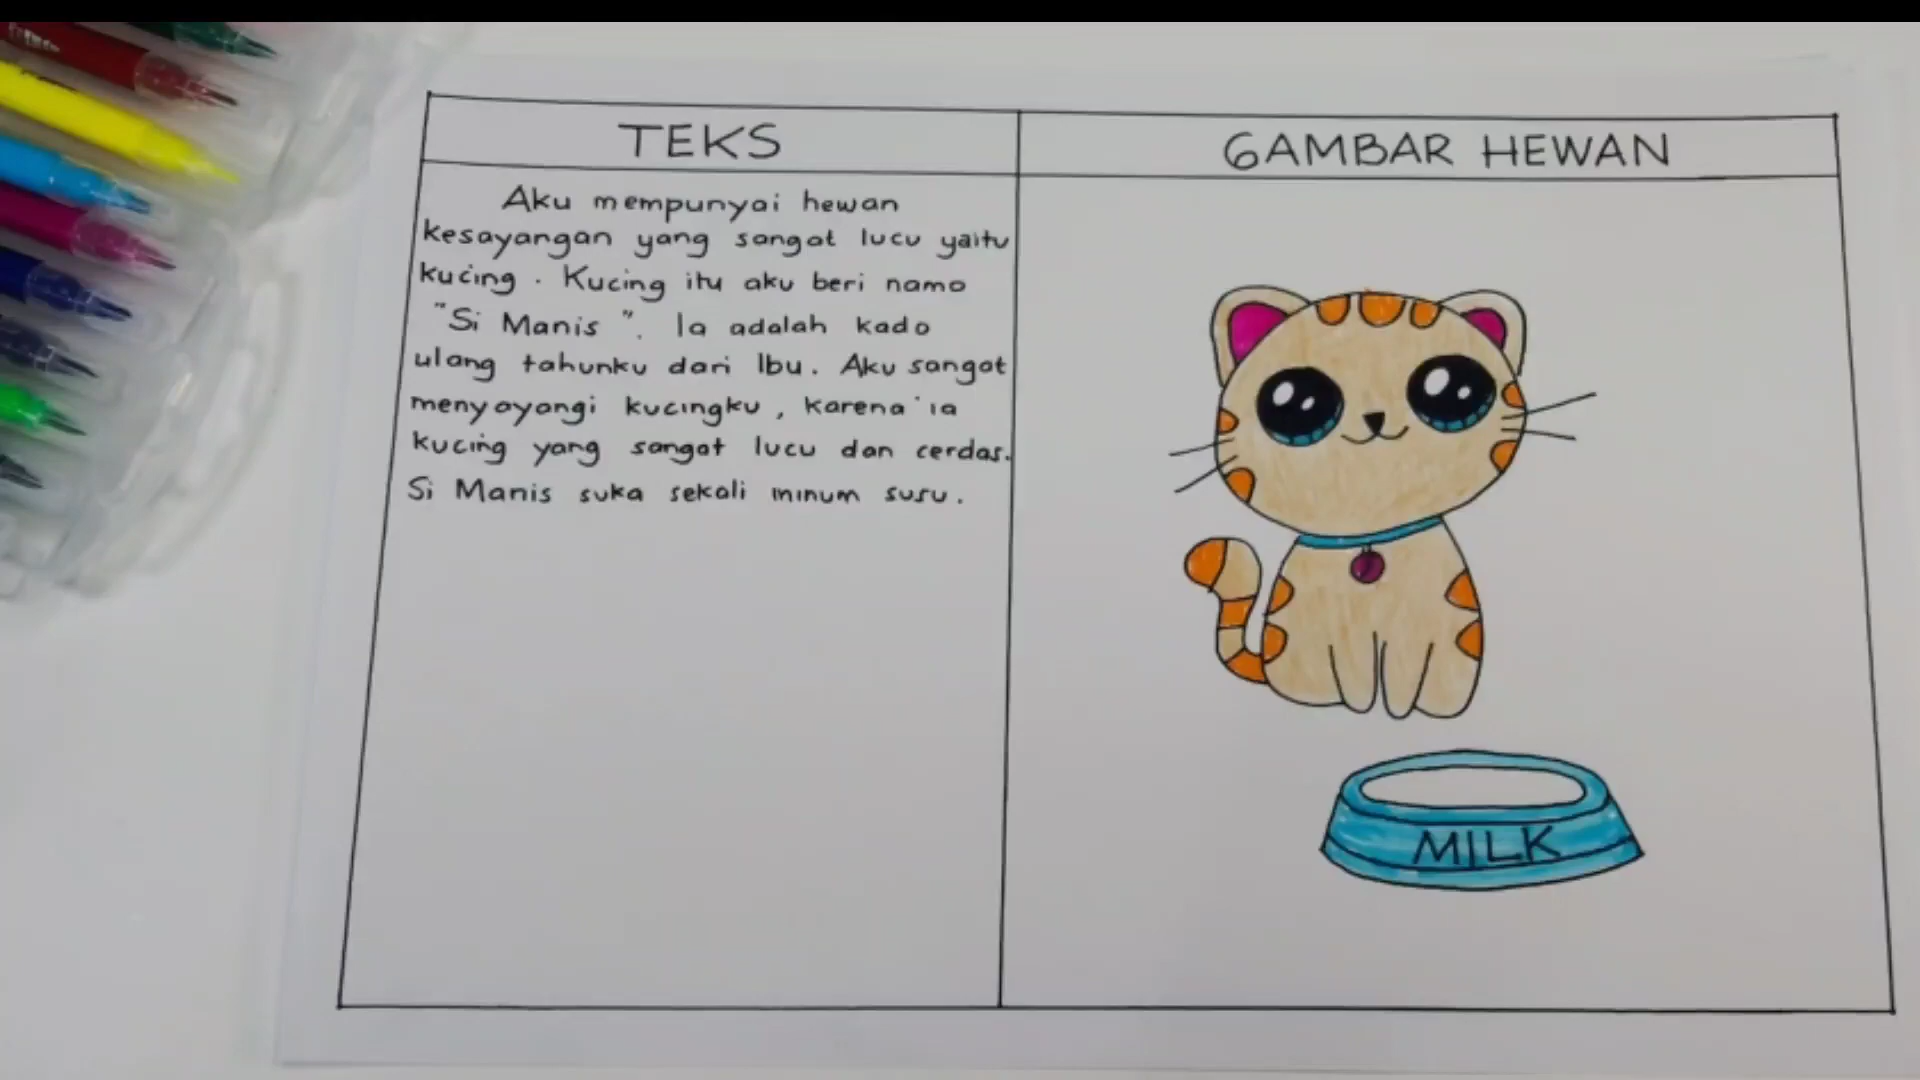 TEKS
GAMBAR HEWAN
Aku mempunyai hewan
kesayangan yang sangat lucu yaitu
kucing. Kucing itu aku beri nama
"Si Manis". Ia adalah kado
ulang tahunku dari Ibu. Aku sangat
menyayangi kucingku, karena ia
kucing yang sangat lucu dan cerdas.
Si Manis suka sekali minum susu.
MILK